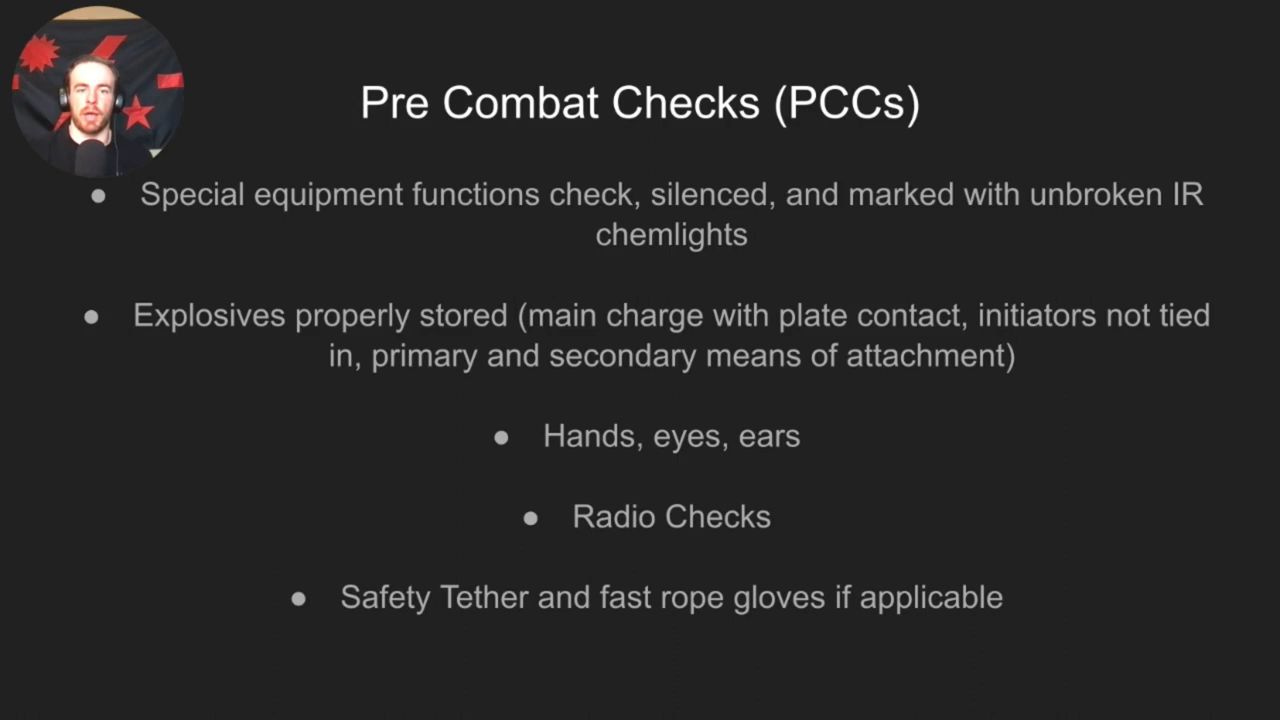 Pre Combat Checks (PCCs)
● Special equipment functions check, silenced, and marked with unbroken IR
chemlights
● Explosives properly stored (main charge with plate contact, initiators not tied
in, primary and secondary means of attachment)
● Hands, eyes, ears
● Radio Checks
● Safety Tether and fast rope gloves if applicable